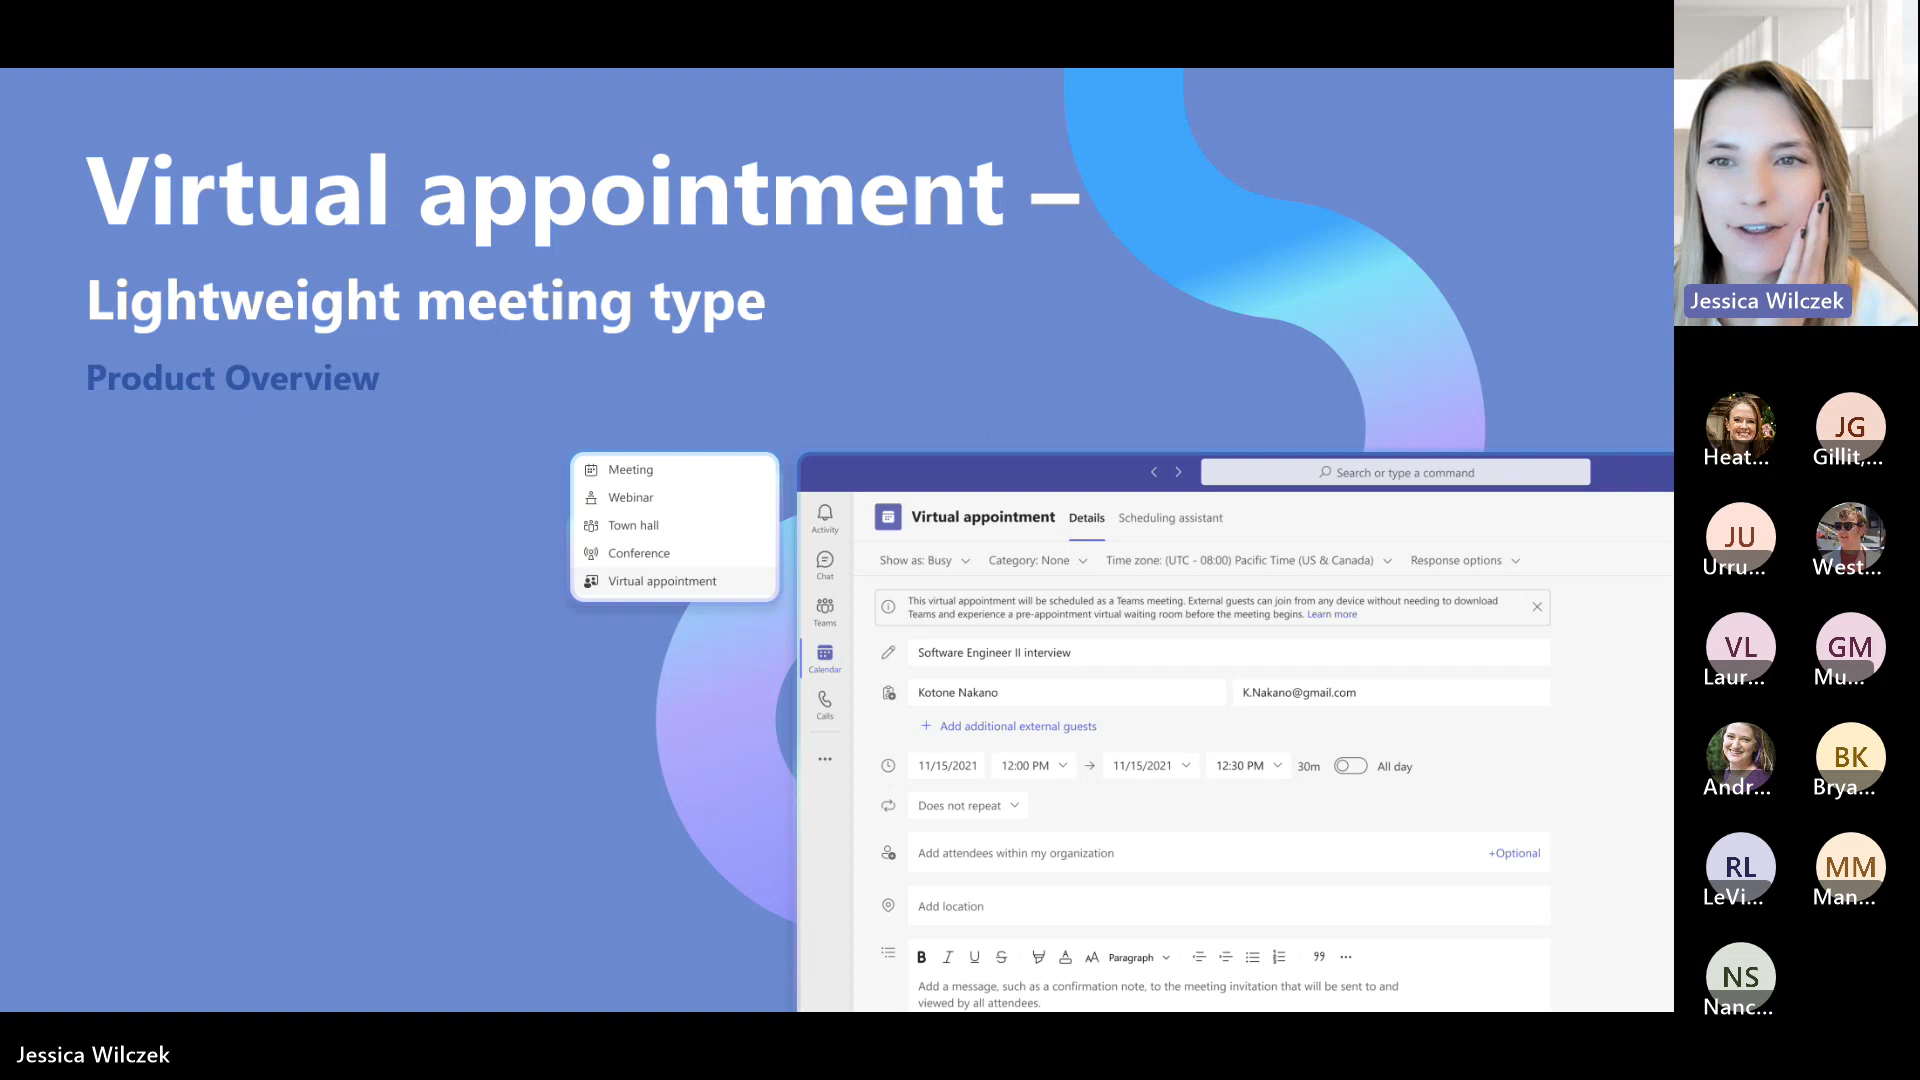 Virtual appointment –
Lightweight meeting type
Product Overview
Meeting
Webinar
Town hall
Conference
Virtual appointment
Search or type a command
Activity
Chat
Teams
Calendar
Calls
Virtual appointment Details Scheduling assistant
Show as: Busy Category: None Time zone: (UTC - 08:00) Pacific Time (US & Canada) Response options
This virtual appointment will be scheduled as a Teams meeting. External guests can join from any device without needing to download
Teams and experience a pre-appointment virtual waiting room before the meeting begins. Learn more
Software Engineer II interview
Kotone Nakano K.Nakano@gmail.com
+ Add additional external guests
11/15/2021 12:00 PM → 11/15/2021 12:30 PM 30m All day
Does not repeat
Add attendees within my organization +Optional
Add location
B I U S Paragraph
Add a message, such as a confirmation note, to the meeting invitation that will be sent to and
viewed by all attendees.
Jessica Wilczek
Heat...
JG
Gillit,...
JU
Urru...
West...
VL
Laur...
GM
Mu...
Andr...
BK
Brya...
RL
LeVi...
MM
Man...
NS
Nanc...
Jessica Wilczek